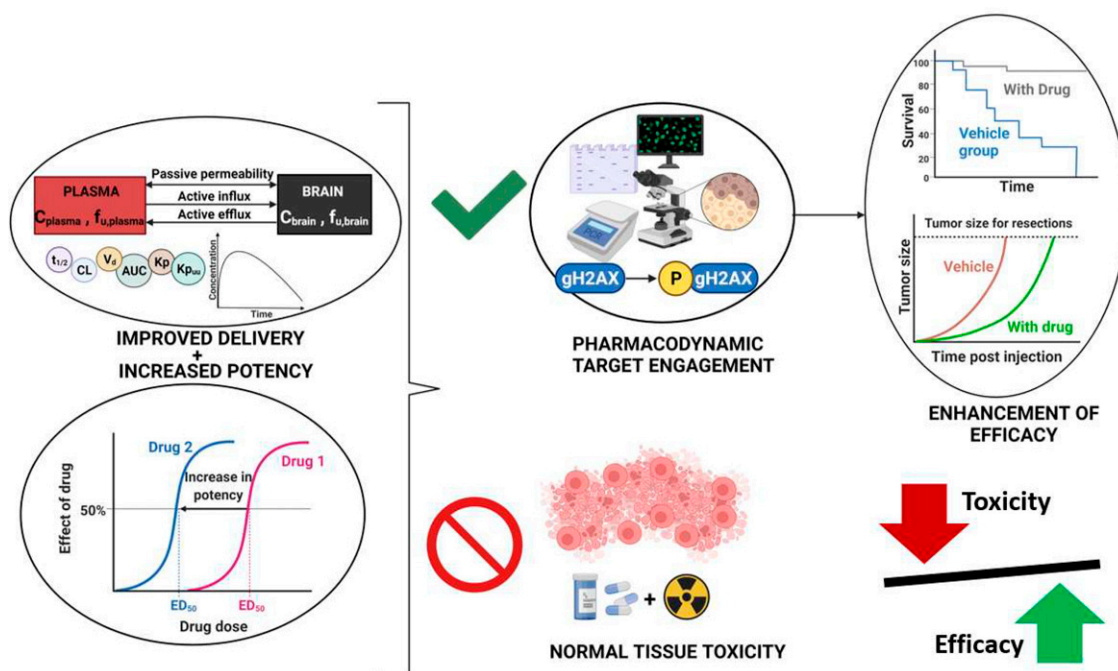 Passive permeability
PLASMA
Active influx
BRAIN
Cplasma , fu,plasma
Active efflux
Cbrain , fu,brain
t1/2
CL
Vd
AUC
Kp
Kpuu
Concentration
Time
IMPROVED DELIVERY
+
INCREASED POTENCY
Drug 2
Drug 1
Increase in
potency
50%
Effect of drug
ED50
ED50
Drug dose
PCR
gH2AX
P
gH2AX
PHARMACODYNAMIC
TARGET ENGAGEMENT
NORMAL TISSUE TOXICITY
+
100
80
60
40
20
0
Survival
With Drug
Vehicle
group
Time
Tumor size for resections
Tumor size
Vehicle
With drug
Time post injection
ENHANCEMENT OF
EFFICACY
Toxicity
Efficacy